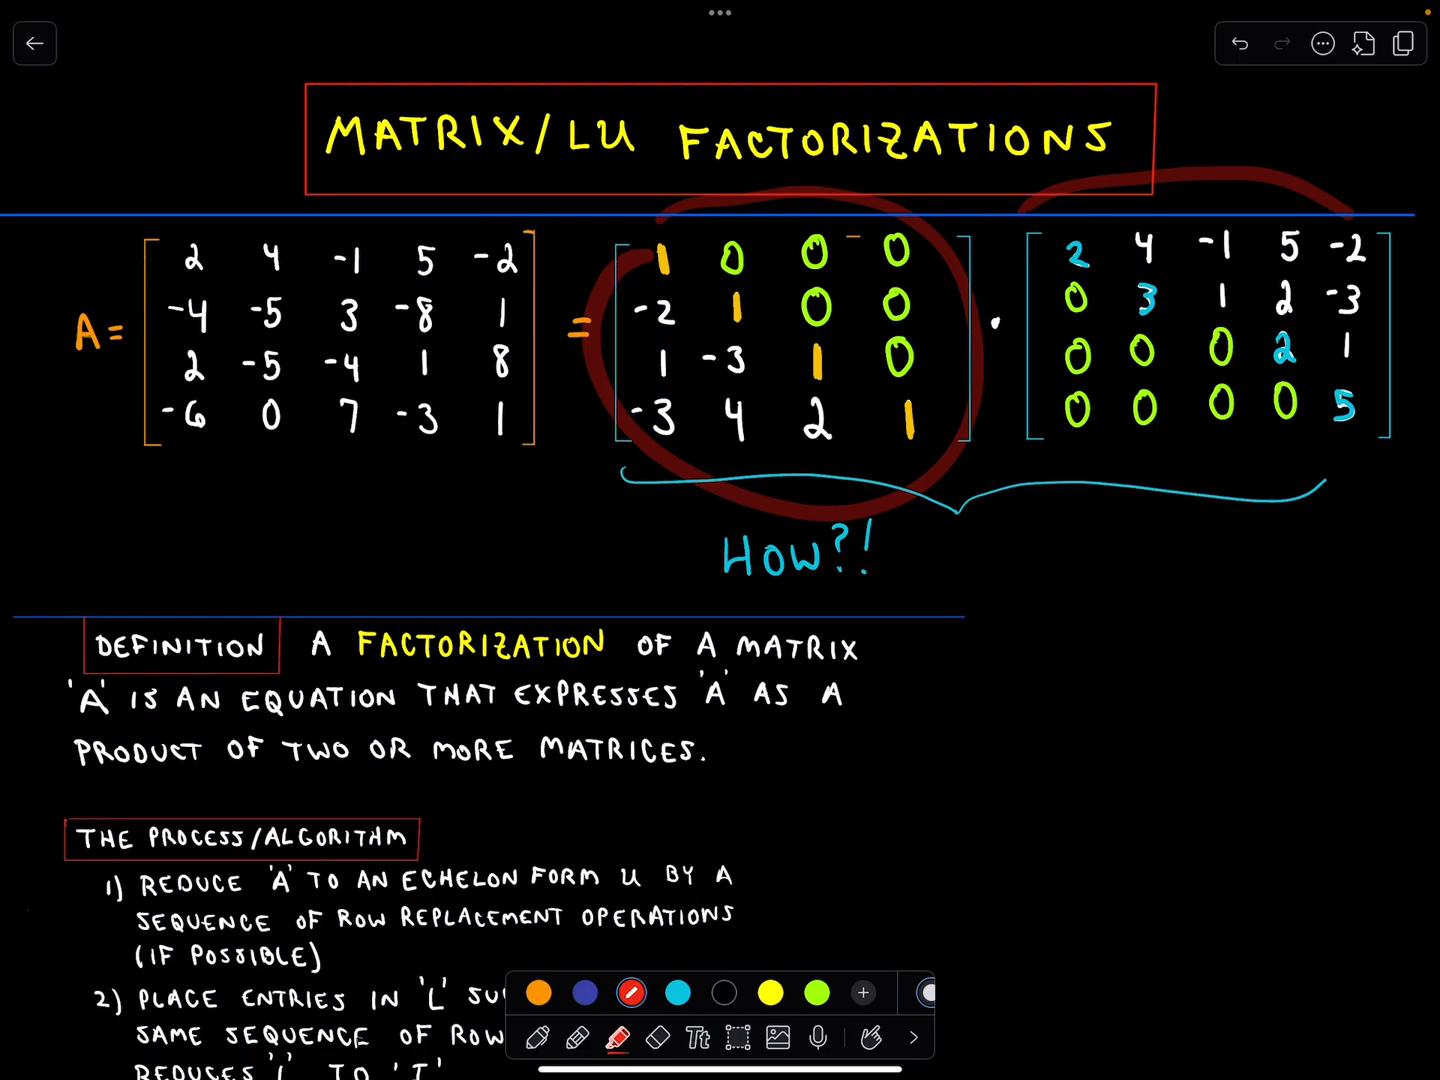 MATRIX/LU FACTORIZATIONS
A = [ 2 4 -1 5 -2 ] = [ 1 0 0 0 ] · [ 2 4 -1 5 -2 ]
-4 -5 3 -8 1 -2 1 0 0 0 3 1 2 -3
2 -5 -4 1 8 1 -3 1 0 0 0 0 2 1
-6 0 7 -3 1 -3 4 2 1 0 0 0 0 5
HOW?!
DEFINITION A FACTORIZATION OF A MATRIX
'A' IS AN EQUATION THAT EXPRESSES 'A' AS A
PRODUCT OF TWO OR MORE MATRICES.
THE PROCESS/ALGORITHM
1) REDUCE 'A' TO AN ECHELON FORM U BY A
SEQUENCE OF ROW REPLACEMENT OPERATIONS
(IF POSSIBLE)
2) PLACE ENTRIES IN 'L'
SAME SEQUENCE OF ROW
REDUCES 'L' TO 'I'
Tt